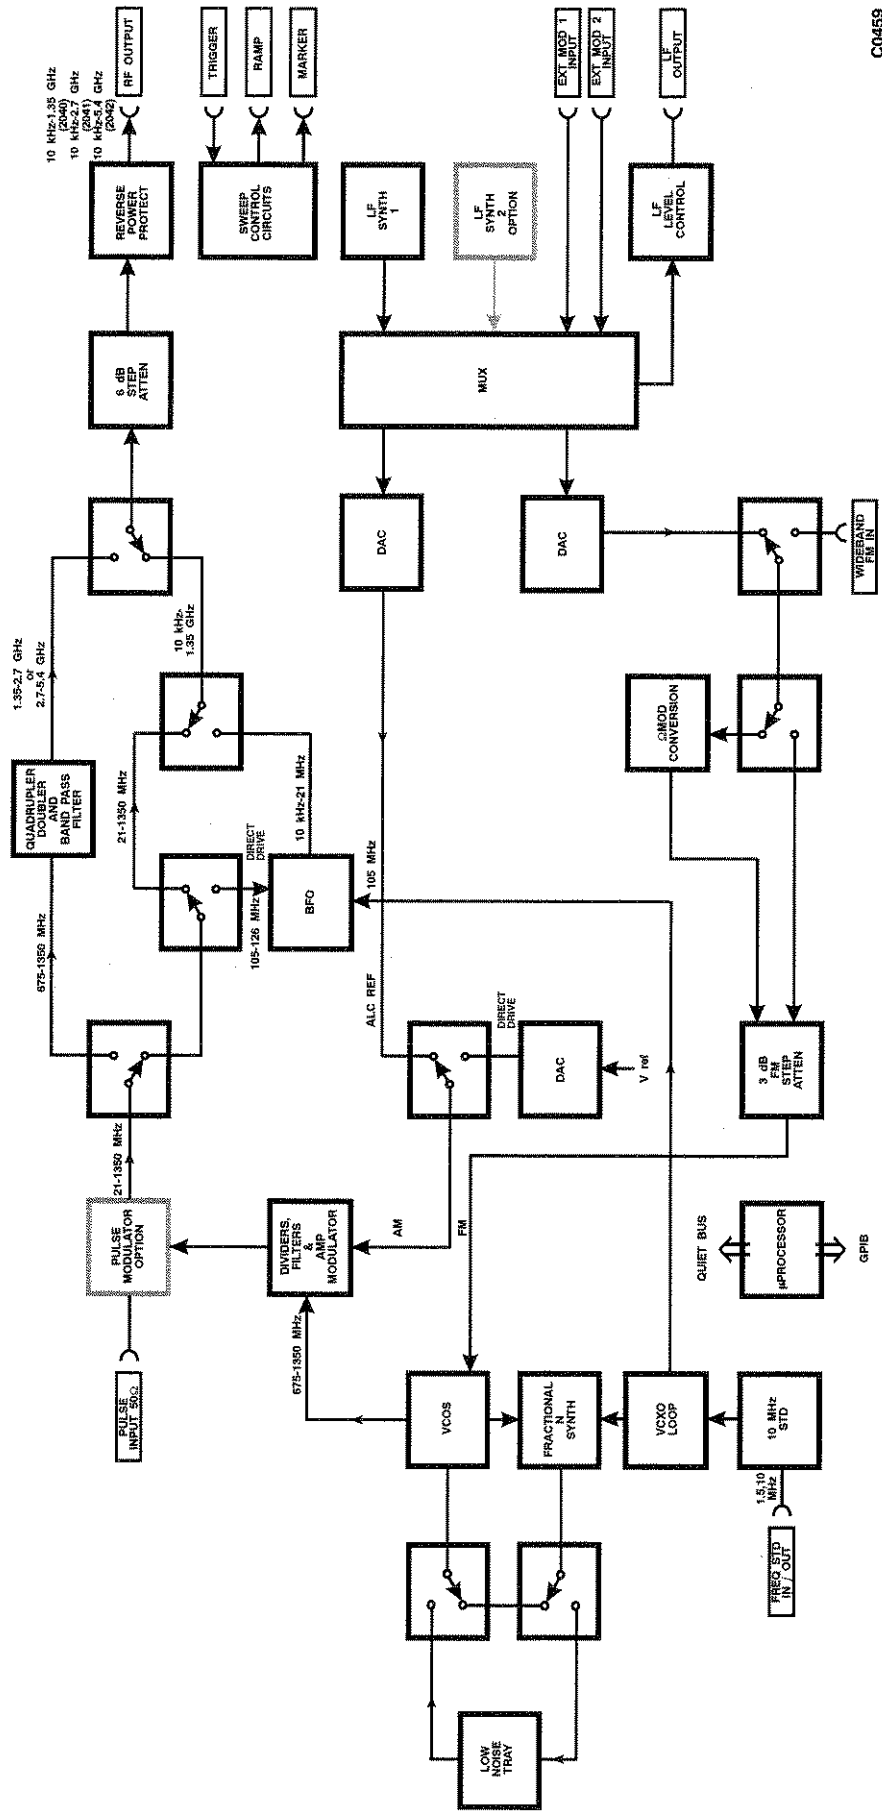 PULSE
INPUT 50Ω
PULSE
MODULATOR
OPTION
21-1350 MHz
675-1350 MHz
QUADRUPLER
DOUBLER
AND
BAND PASS
FILTER
1.35-2.7 GHz
or
2.7-5.4 GHz
21-1350 MHz
105-126 MHz
DIRECT
DRIVE
BFO
10 kHz-21 MHz
10 kHz-
1.35 GHz
6 dB
STEP
ATTEN
REVERSE
POWER
PROTECT
10 kHz-1.35 GHz
(2040)
10 kHz-2.7 GHz
(2041)
10 kHz-5.4 GHz
(2042)
RF OUTPUT
TRIGGER
RAMP
MARKER
SWEEP
CONTROL
CIRCUITS
LF
SYNTH
1
LF
SYNTH
2
OPTION
EXT MOD 1
INPUT
EXT MOD 2
INPUT
LF
OUTPUT
LF
LEVEL
CONTROL
MUX
DAC
DAC
WIDEBAND
FM IN
ΩMOD
CONVERSION
105 MHz
ALC REF
DIRECT
DRIVE
DAC
V ref
3 dB
FM
STEP
ATTEN
DIVIDERS,
FILTERS
&
AMP
MODULATOR
AM
FM
675-1350 MHz
QUIET BUS
µPROCESSOR
GPIB
VCOS
FRACTIONAL
N
SYNTH
VCXO
LOOP
10 MHz
STD
1,5,10
MHz
FREQ STD
IN / OUT
LOW
NOISE
TRAY
C0459